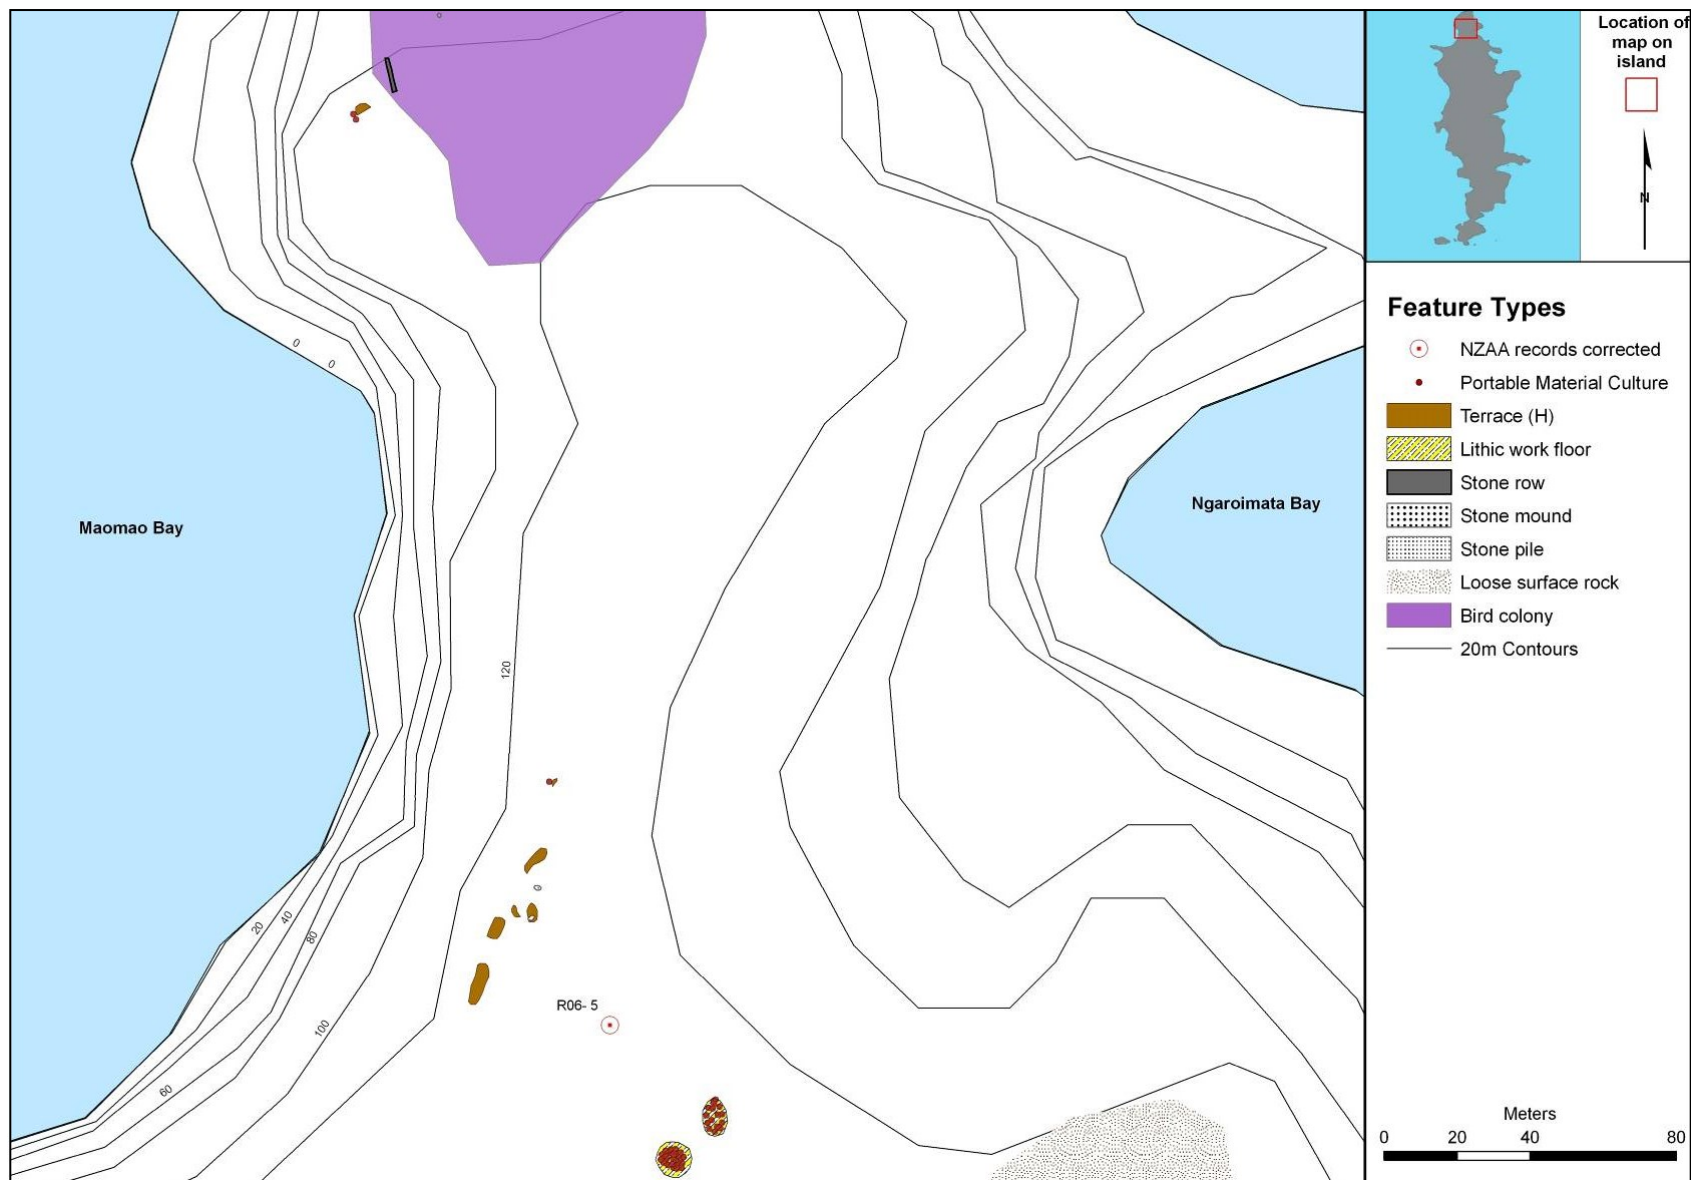 Location of
map on
island
N
Feature Types
NZAA records corrected
Portable Material Culture
Terrace (H)
Lithic work floor
Stone row
Stone mound
Stone pile
Loose surface rock
Bird colony
20m Contours
0
0
Maomao Bay
Ngaroimata Bay
120
0
20
40
80
R06- 5
100
60
Meters
0 20 40 80